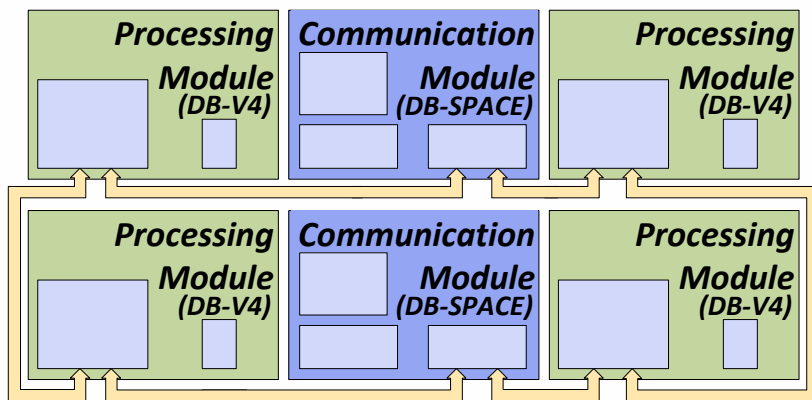 Processing
Module
(DB-V4)
Communication
Module
(DB-SPACE)
Processing
Module
(DB-V4)
Processing
Module
(DB-V4)
Communication
Module
(DB-SPACE)
Processing
Module
(DB-V4)